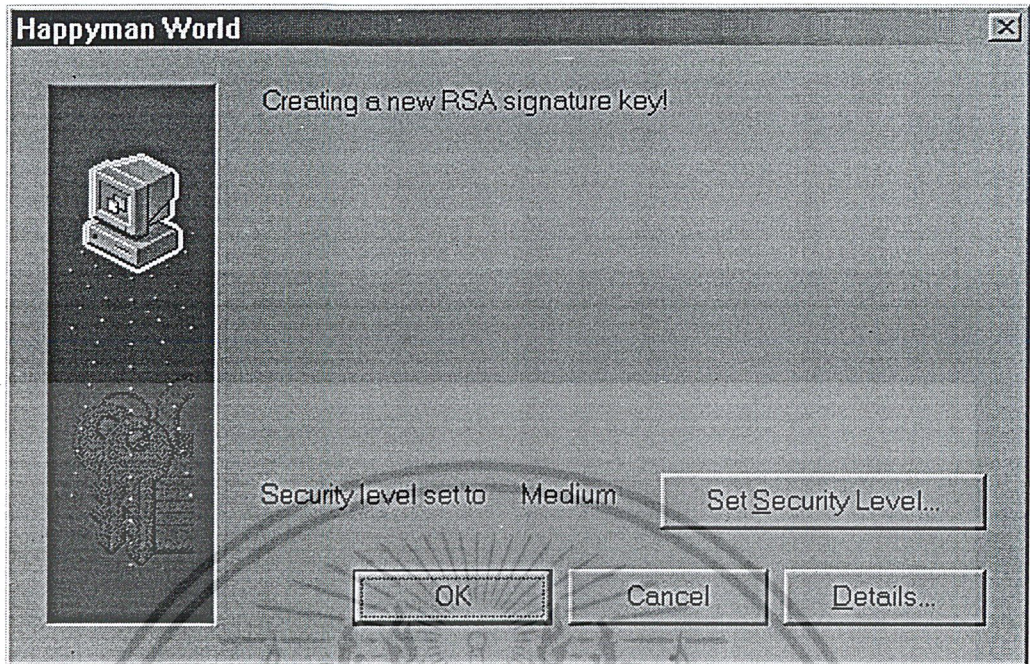 Happyman World
Creating a new RSA signature key!
Security level set to Medium
Set Security Level...
OK
Cancel
Details...